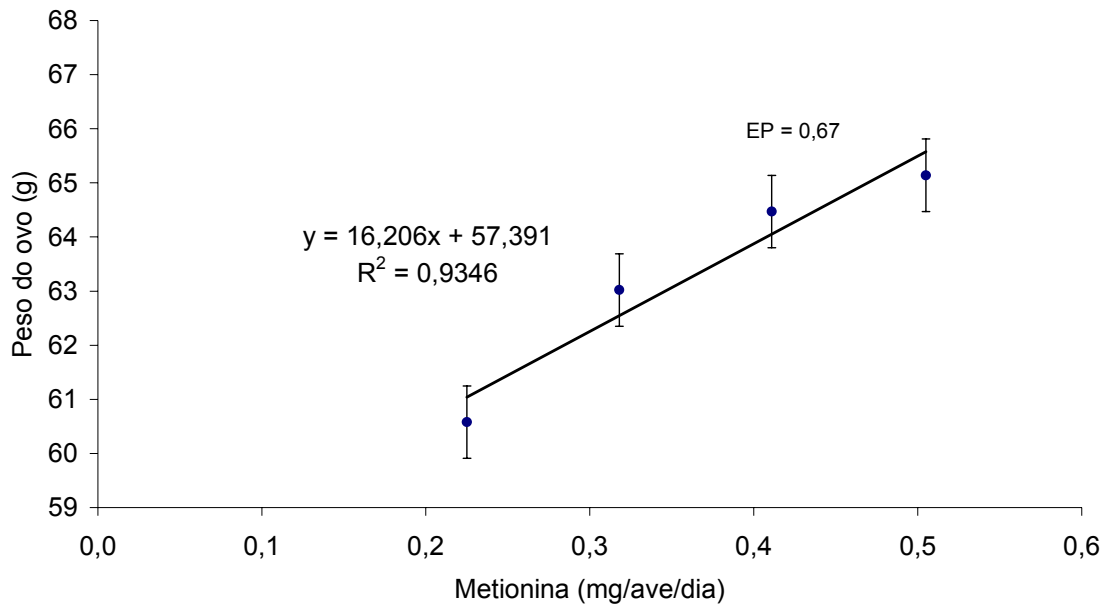 68
67
66
65
64
63
62
61
60
59
Peso do ovo (g)
EP = 0,67
y = 16,206x + 57,391
R² = 0,9346
0,0 0,1 0,2 0,3 0,4 0,5 0,6
Metionina (mg/ave/dia)